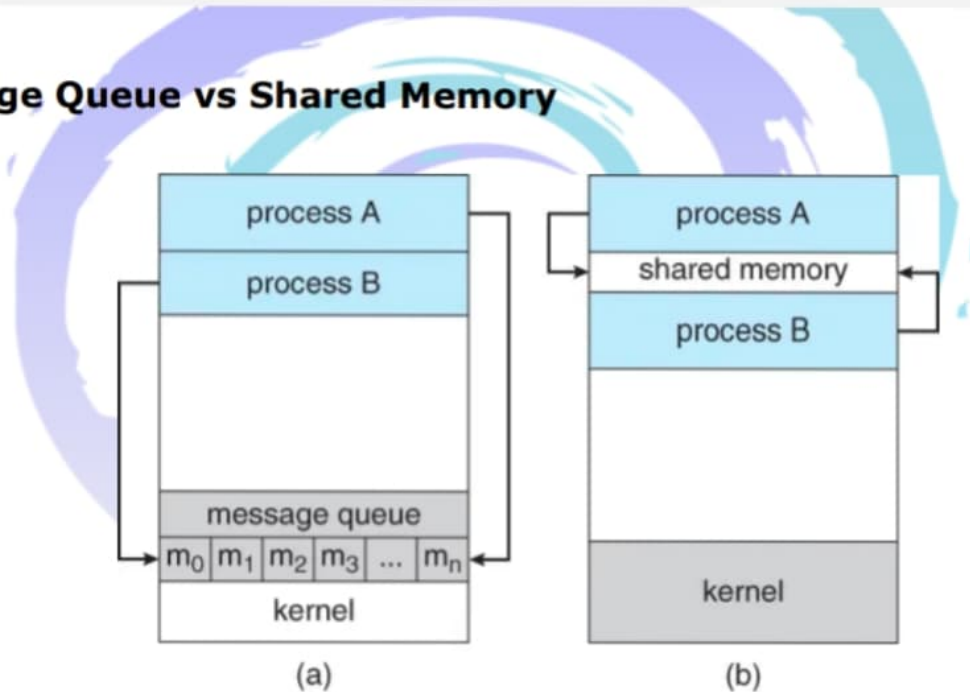 ge Queue vs Shared Memory
process A
process B
message queue
m0 m1 m2 m3 ... mn
kernel
(a)
process A
shared memory
process B
kernel
(b)